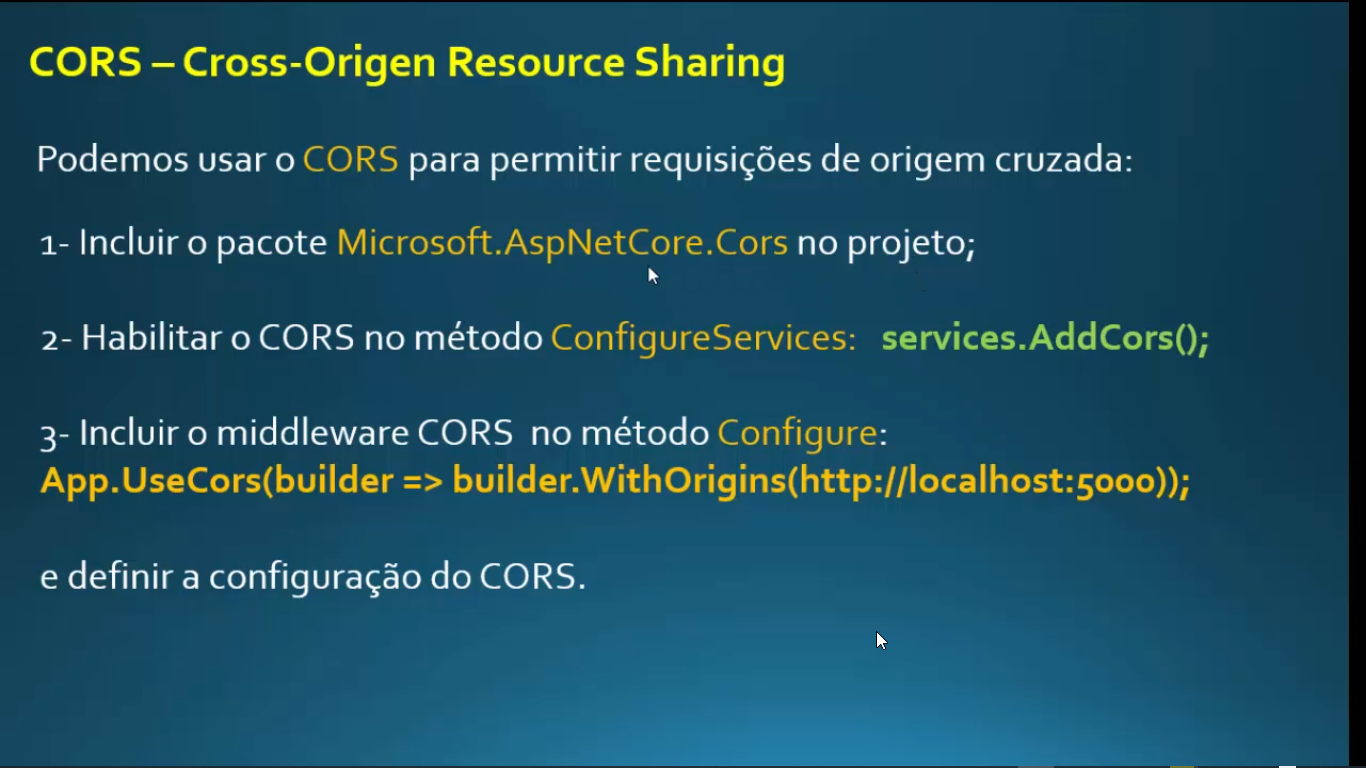 CORS – Cross-Origen Resource Sharing
Podemos usar o CORS para permitir requisições de origem cruzada:
1- Incluir o pacote Microsoft.AspNetCore.Cors no projeto;
2- Habilitar o CORS no método ConfigureServices: services.AddCors();
3- Incluir o middleware CORS no método Configure:
App.UseCors(builder => builder.WithOrigins(http://localhost:5000));
e definir a configuração do CORS.